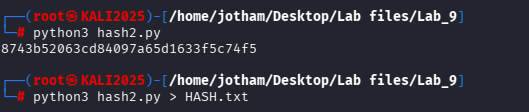 ┌──(root㉿KALI2025)-[/home/jotham/Desktop/Lab files/Lab_9]
└─# python3 hash2.py
8743b52063cd84097a65d1633f5c74f5
┌──(root㉿KALI2025)-[/home/jotham/Desktop/Lab files/Lab_9]
└─# python3 hash2.py > HASH.txt